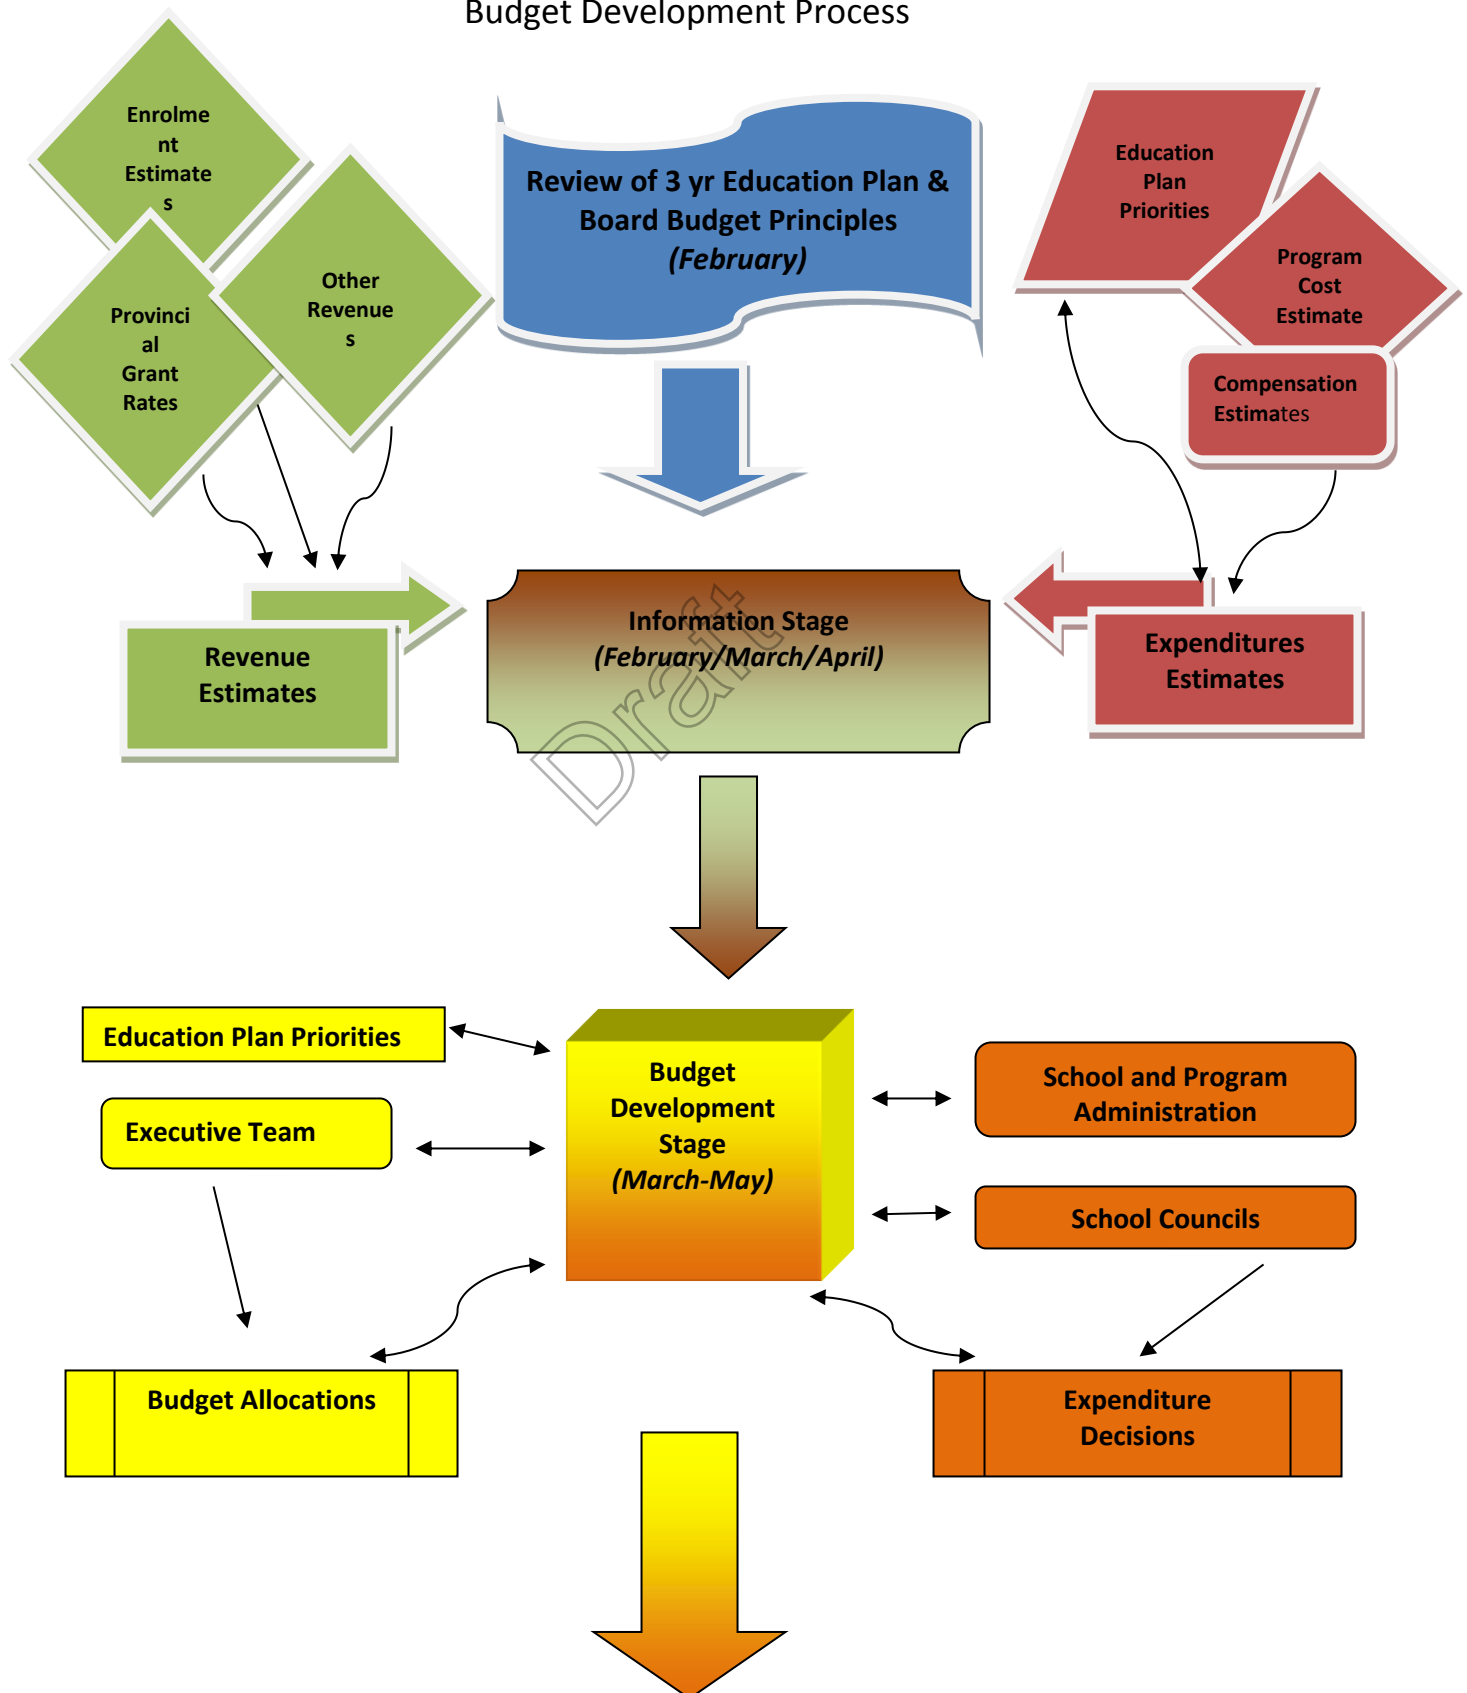 Budget Development Process
Enrolme
nt
Estimate
s
Provinci
al
Grant
Rates
Other
Revenue
s
Review of 3 yr Education Plan &
Board Budget Principles
(February)
Education
Plan
Priorities
Program
Cost
Estimate
Compensation
Estimates
Revenue
Estimates
Information Stage
(February/March/April)
Draft
Expenditures
Estimates
Education Plan Priorities
Executive Team
Budget
Development
Stage
(March-May)
School and Program
Administration
School Councils
Budget Allocations
Expenditure
Decisions